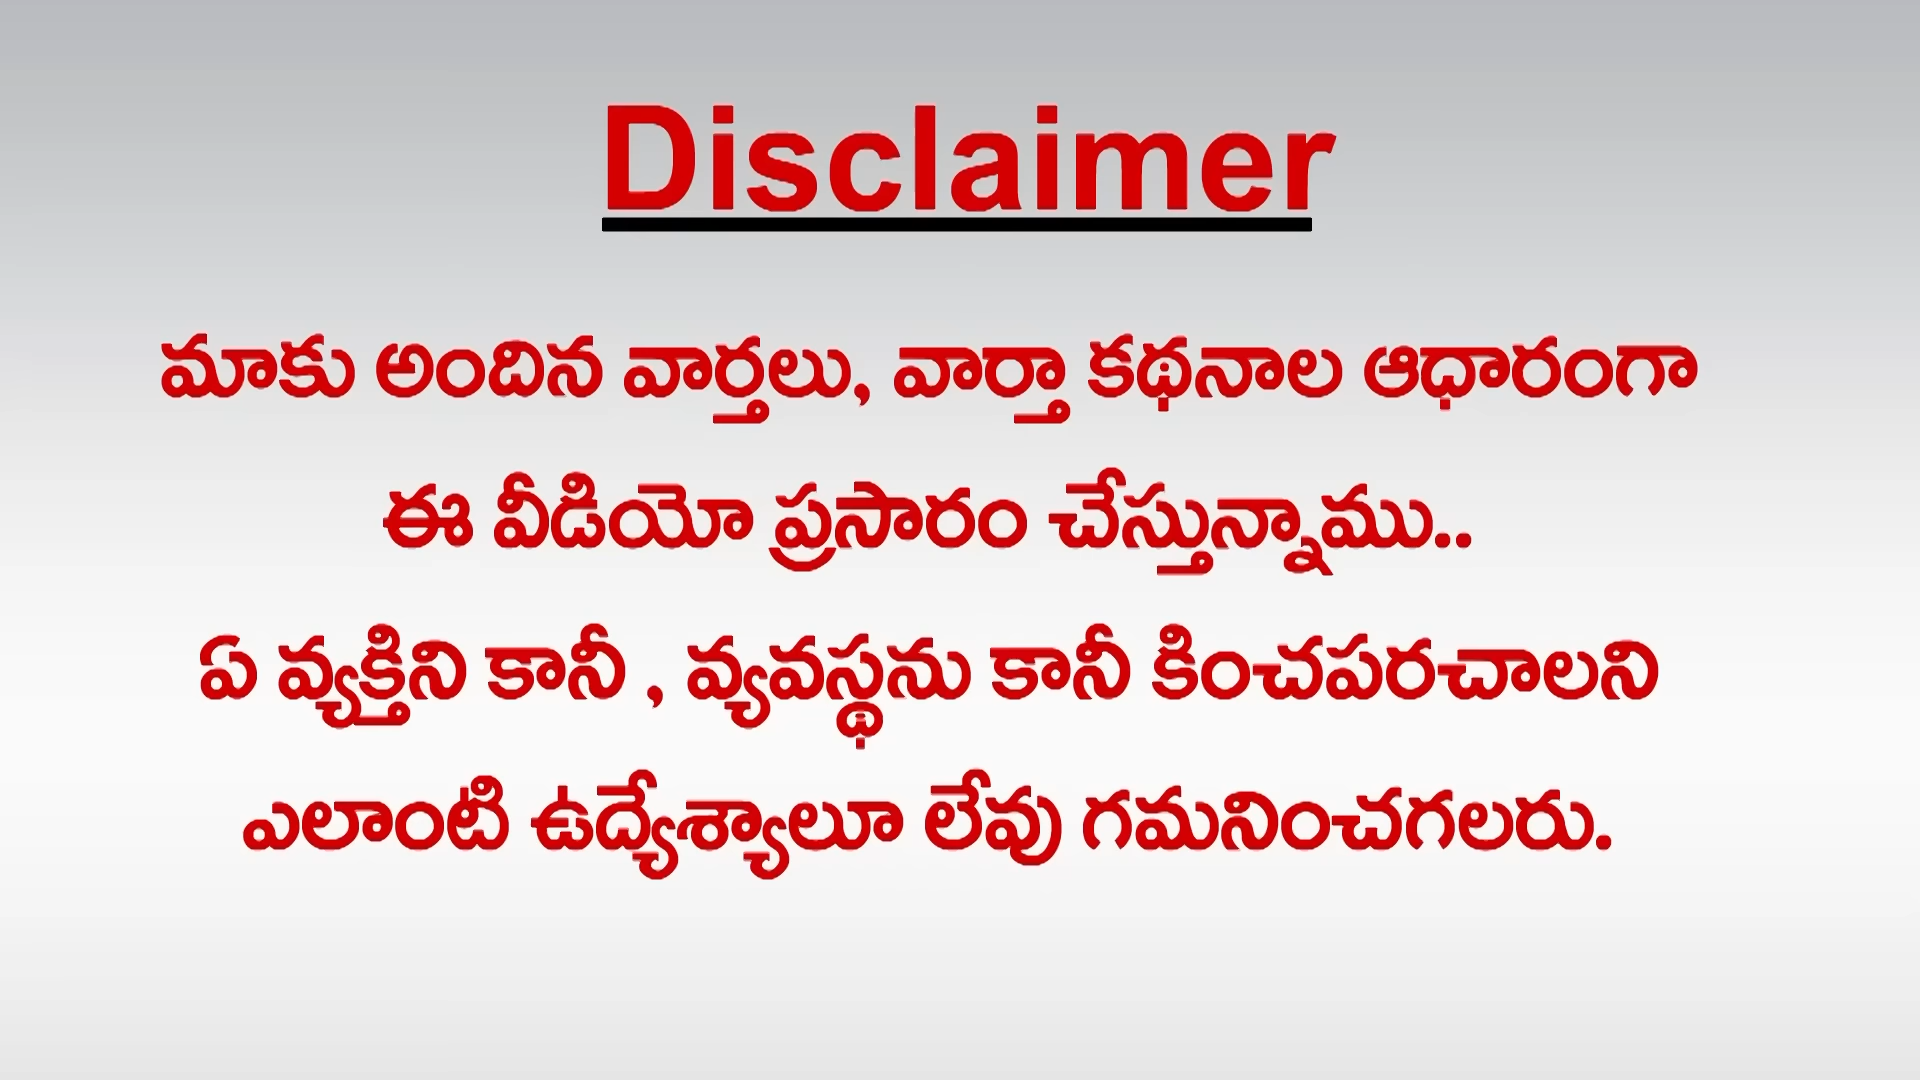 Disclaimer
మాకు అందిన వార్తలు, వార్తా కథనాల ఆధారంగా
ఈ వీడియో ప్రసారం చేస్తున్నాము..
ఏ వ్యక్తిని కానీ , వ్యవస్థను కానీ కించపరచాలని
ఎలాంటి ఉద్యేశ్యాలూ లేవు గమనించగలరు.